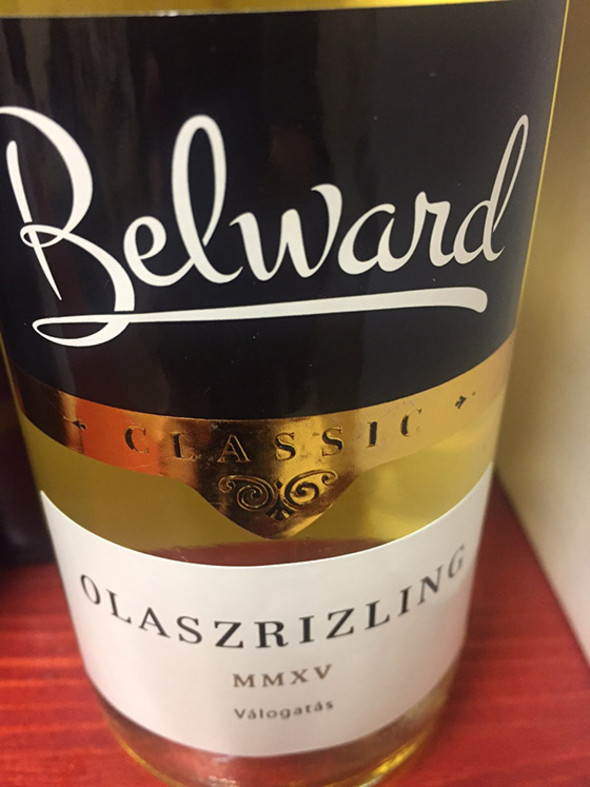 Belward
CLASSIC
OLASZRIZLING
MMXV
Válogatás